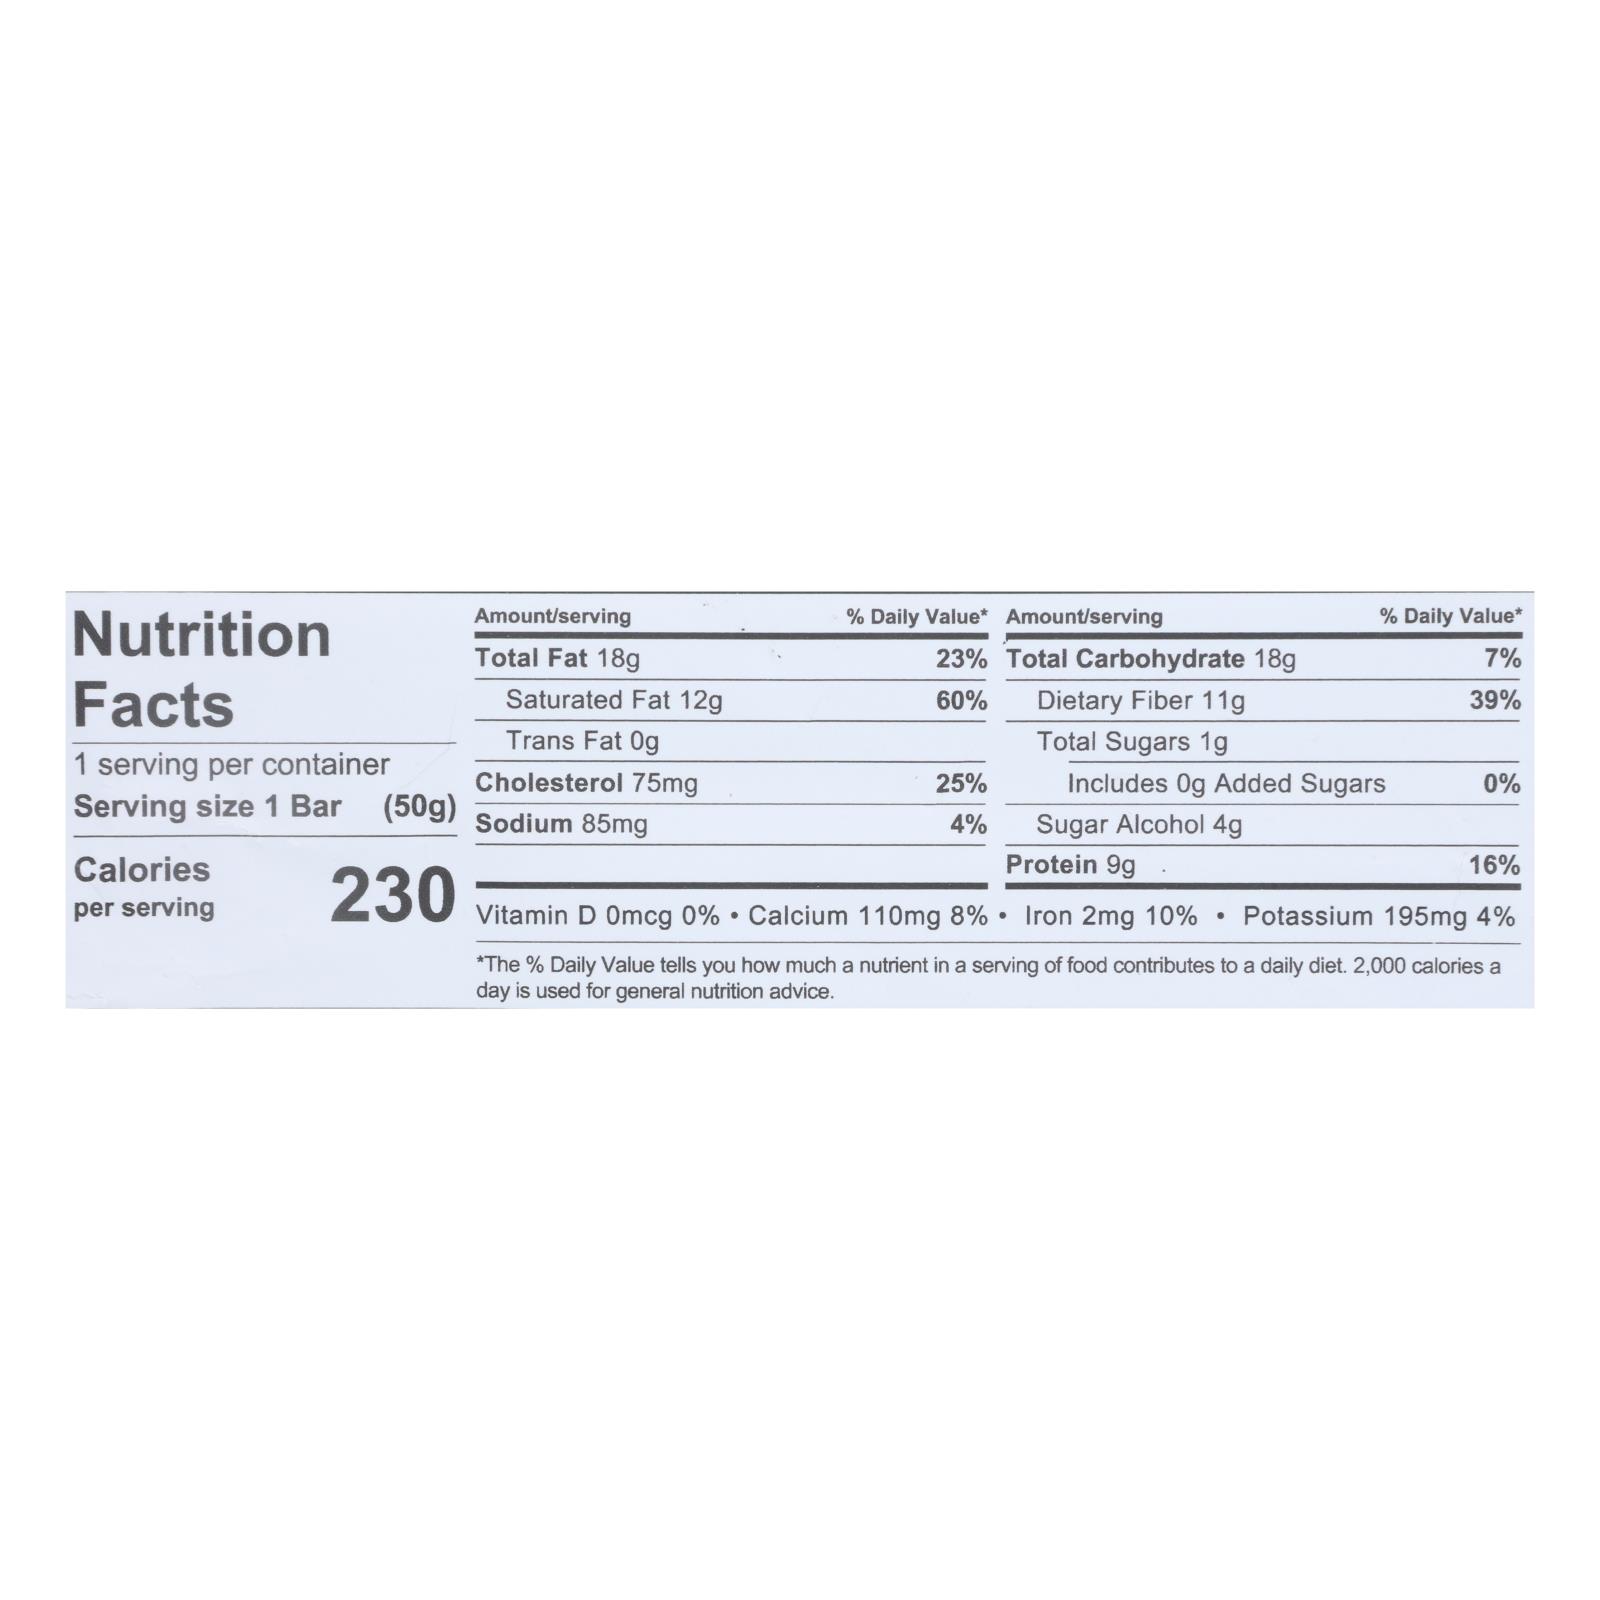 Nutrition
Facts
1 serving per container
Serving size 1 Bar (50g)
Calories
per serving 230
Amount/serving % Daily Value*
Total Fat 18g 23%
Saturated Fat 12g 60%
Trans Fat 0g
Cholesterol 75mg 25%
Sodium 85mg 4%
Amount/serving % Daily Value*
Total Carbohydrate 18g 7%
Dietary Fiber 11g 39%
Total Sugars 1g
Includes 0g Added Sugars 0%
Sugar Alcohol 4g
Protein 9g 16%
Vitamin D 0mcg 0% • Calcium 110mg 8% • Iron 2mg 10% • Potassium 195mg 4%
*The % Daily Value tells you how much a nutrient in a serving of food contributes to a daily diet. 2,000 calories a
day is used for general nutrition advice.